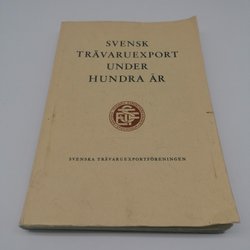 SVENSK
TRÄVARUEXPORT
UNDER
HUNDRA ÅR
SVENSKA TRÄVARUEXPORTFÖRENINGEN